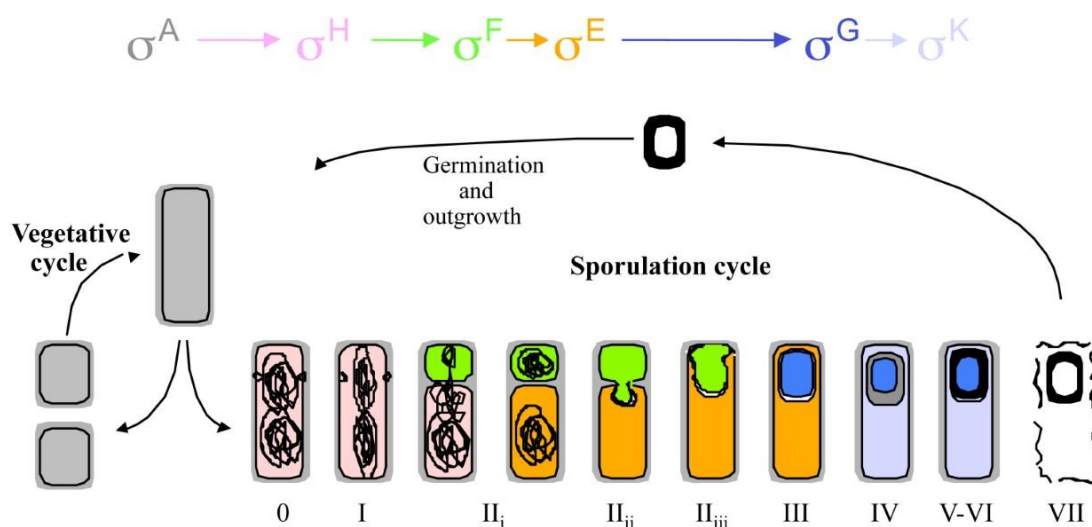 σA σH σF σE σG σK
Germination
and
outgrowth
Vegetative
cycle
Sporulation cycle
0 I IIi IIii IIiii III IV V-VI VII